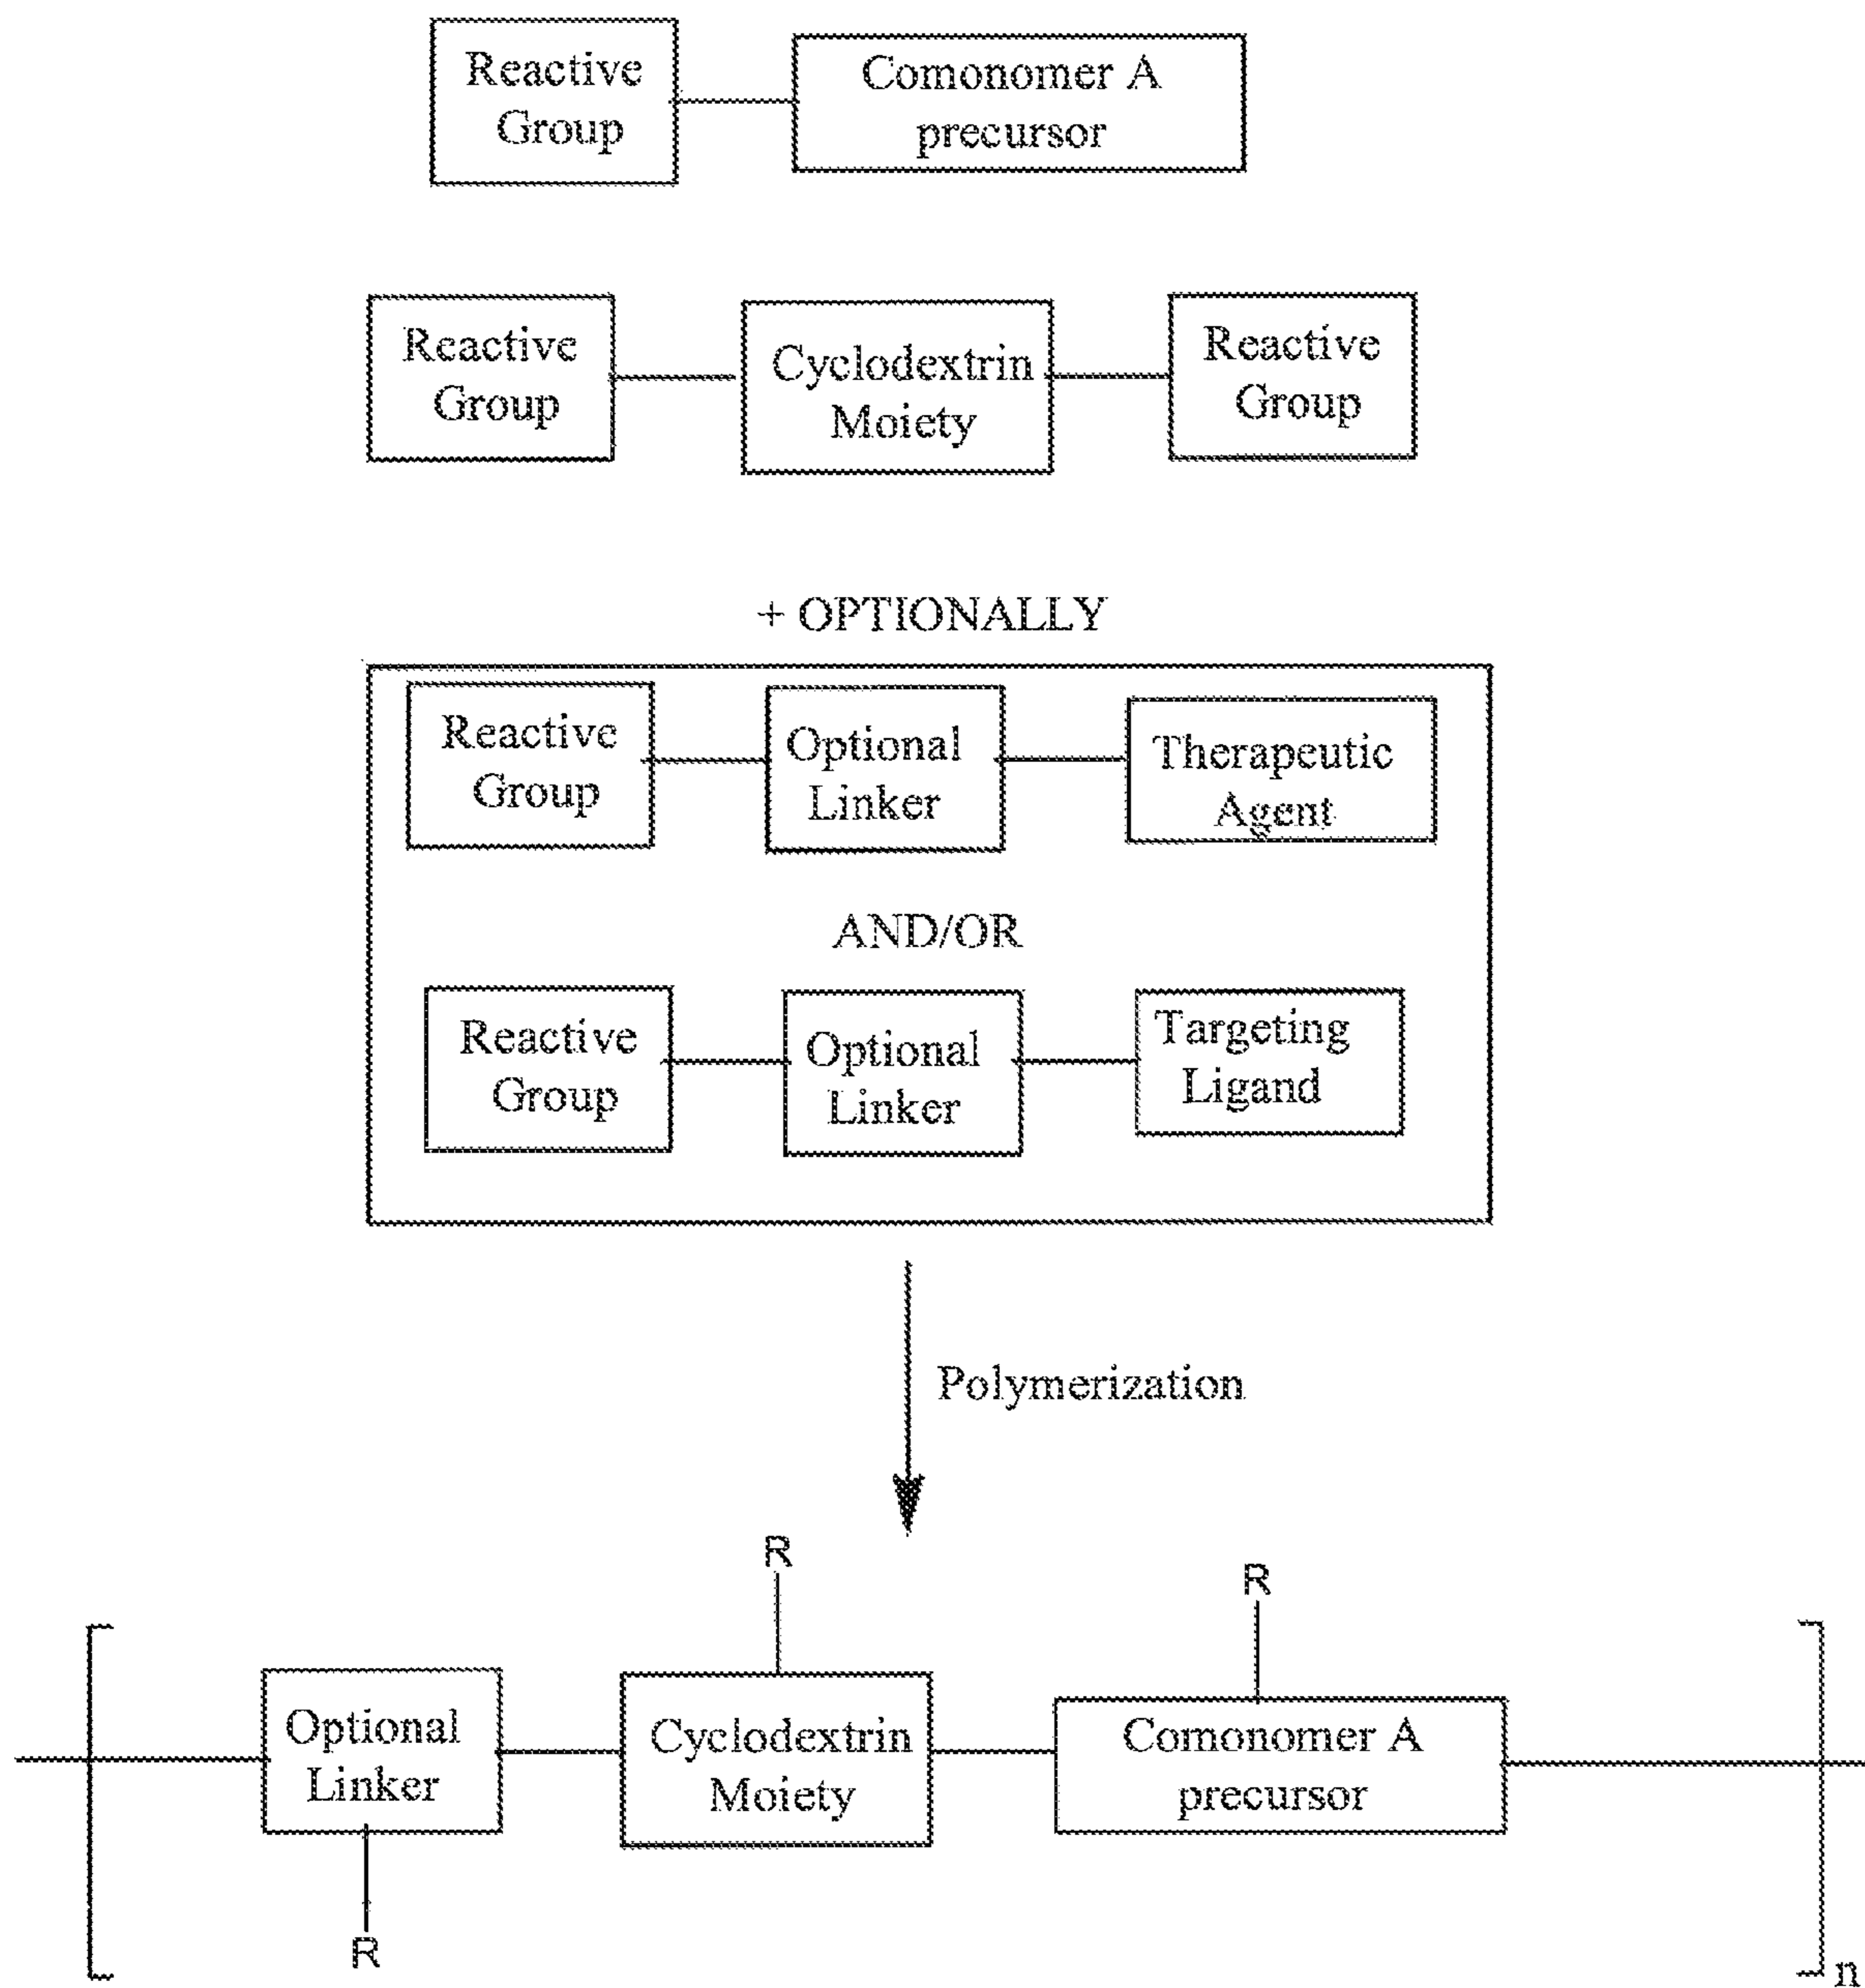 Reactive
Group
Comonomer A
precursor
Reactive
Group
Cyclodextrin
Moiety
Reactive
Group
+ OPTIONALLY
Reactive
Group
Optional
Linker
Therapeutic
Agent
AND/OR
Reactive
Group
Optional
Linker
Targeting
Ligand
Polymerization
R
R
Optional
Linker
Cyclodextrin
Moiety
Comonomer A
precursor
R
n